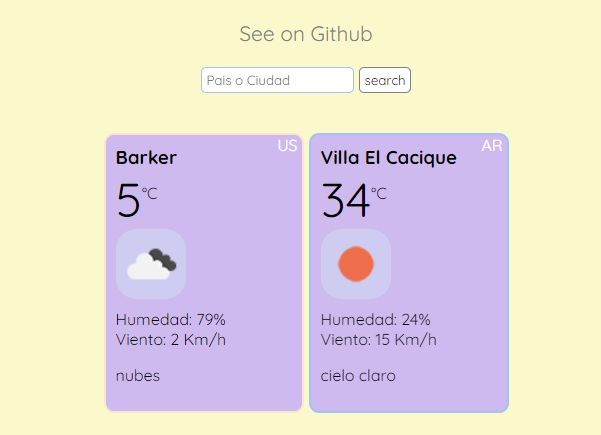 See on Github
Pais o Ciudad
search
US
Barker
5°C
Humedad: 79%
Viento: 2 Km/h
nubes
AR
Villa El Cacique
34°C
Humedad: 24%
Viento: 15 Km/h
cielo claro